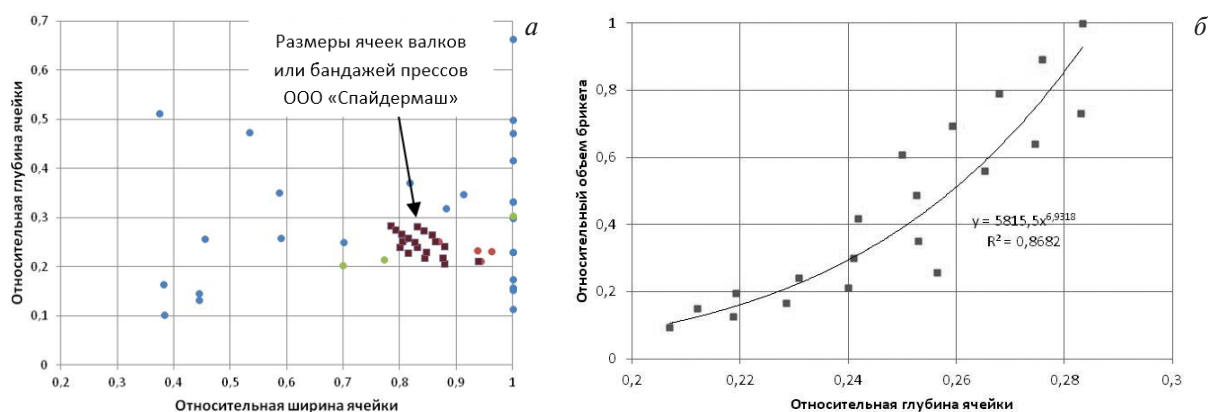 а
Размеры ячеек валков
или бандажей прессов
ООО «Спайдермаш»
Относительная глубина ячейки
0,7
0,6
0,5
0,4
0,3
0,2
0,1
0
0,2 0,3 0,4 0,5 0,6 0,7 0,8 0,9 1
Относительная ширина ячейки
б
Относительный объем брикета
1
0,8
0,6
0,4
0,2
0
y = 5815,5x^6,9318
R² = 0,8682
0,2 0,22 0,24 0,26 0,28 0,3
Относительная глубина ячейки